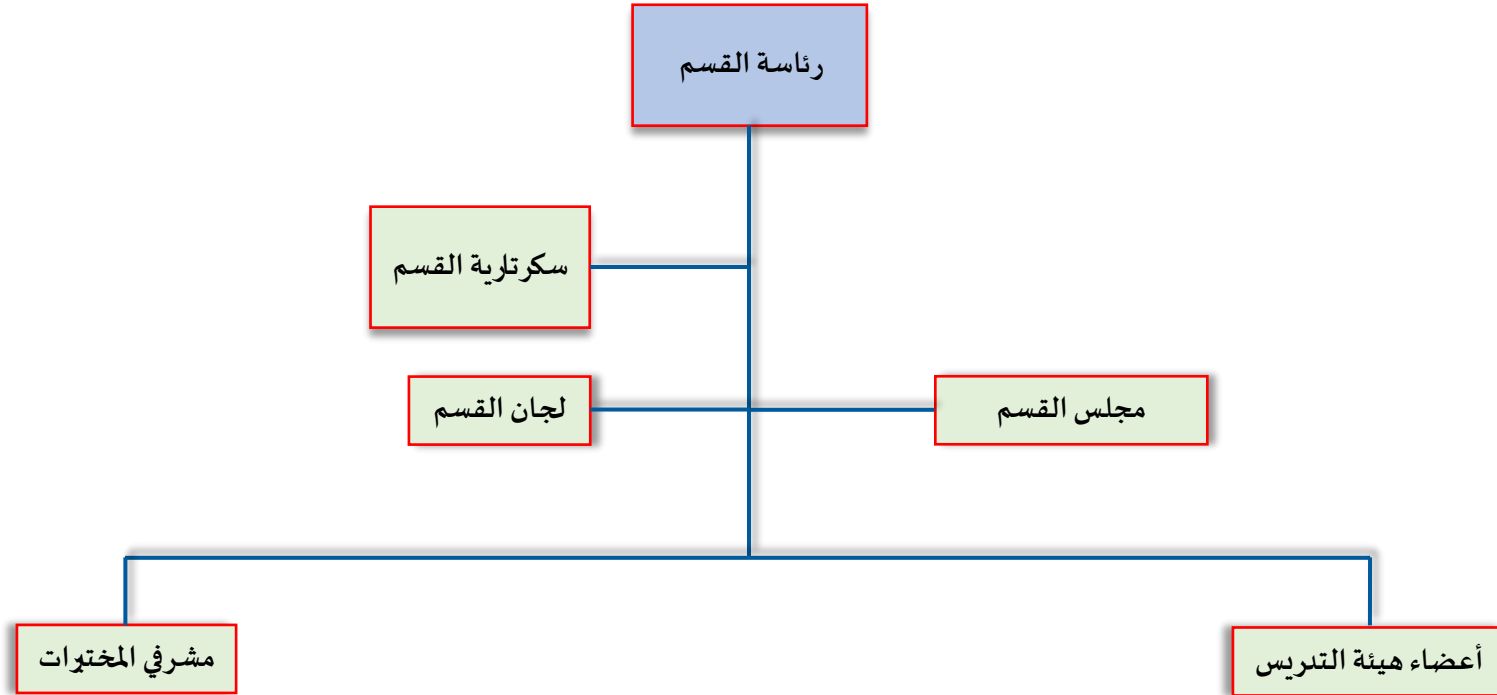 رئاسة القسم
سكرتارية القسم
مجلس القسم
لجان القسم
أعضاء هيئة التدريس
مشرفي المختبرات